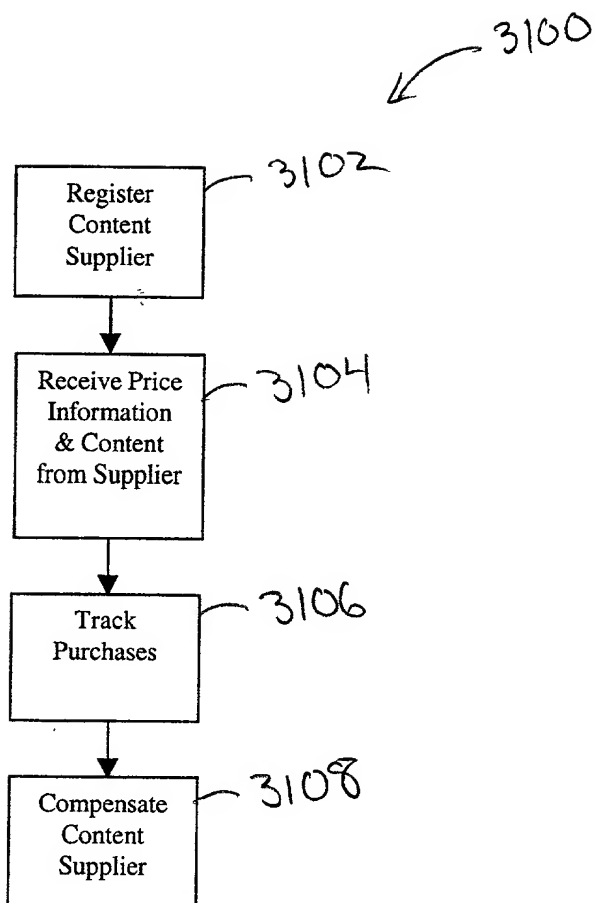 3100
3102
Register
Content
Supplier
3104
Receive Price
Information
& Content
from Supplier
3106
Track
Purchases
3108
Compensate
Content
Supplier